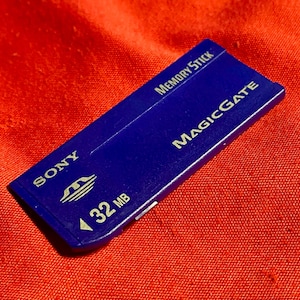 MEMORY STICK
MAGICGATE
SONY
32 MB